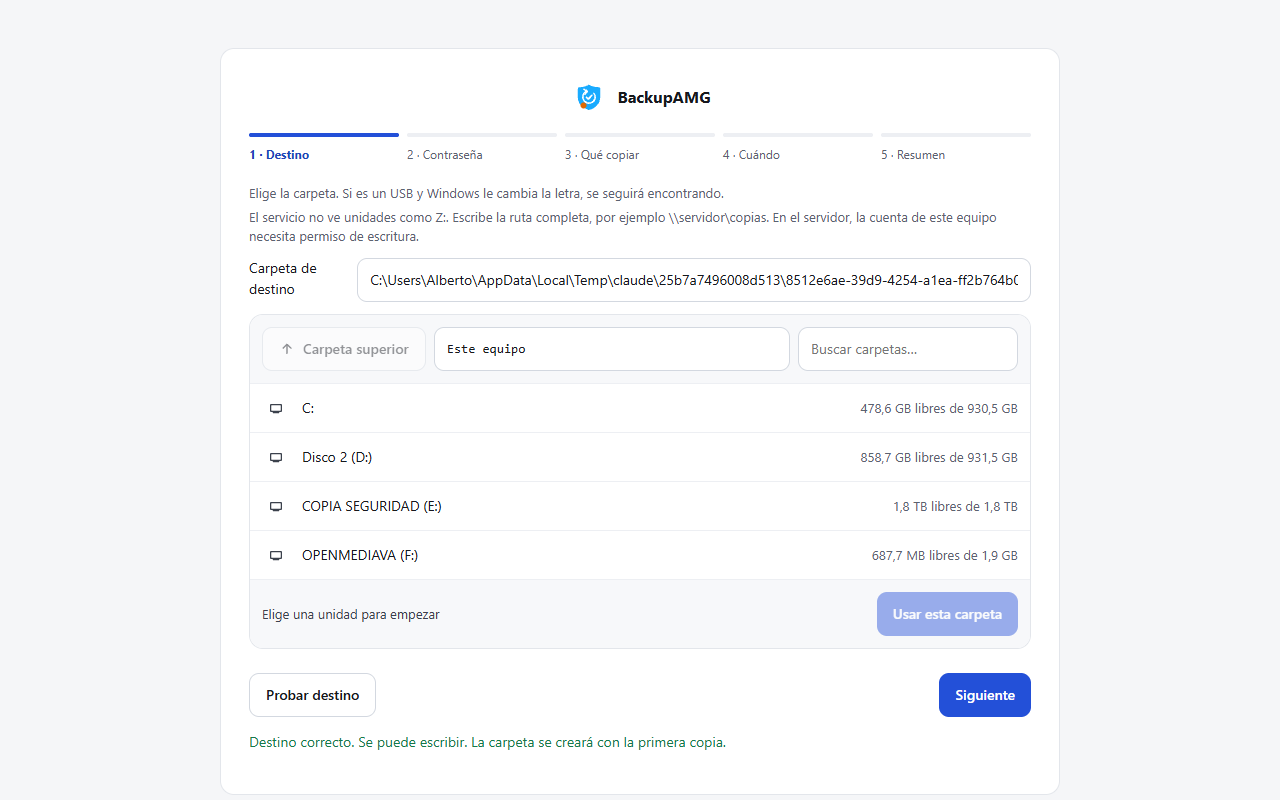 BackupAMG
1 · Destino
2 · Contraseña
3 · Qué copiar
4 · Cuándo
5 · Resumen
Elige la carpeta. Si es un USB y Windows le cambia la letra, se seguirá encontrando.
El servicio no ve unidades como Z:. Escribe la ruta completa, por ejemplo \\servidor\copias. En el servidor, la cuenta de este equipo
necesita permiso de escritura.
Carpeta de
destino
C:\Users\Alberto\AppData\Local\Temp\claude\25b7a7496008d513\8512e6ae-39d9-4254-a1ea-ff2b764b0
Carpeta superior
Este equipo
Buscar carpetas...
C:
478,6 GB libres de 930,5 GB
Disco 2 (D:)
858,7 GB libres de 931,5 GB
COPIA SEGURIDAD (E:)
1,8 TB libres de 1,8 TB
OPENMEDIAVA (F:)
687,7 MB libres de 1,9 GB
Elige una unidad para empezar
Usar esta carpeta
Probar destino
Siguiente
Destino correcto. Se puede escribir. La carpeta se creará con la primera copia.